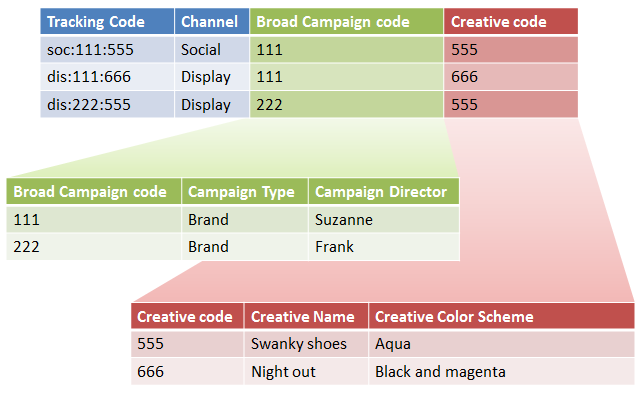 Tracking Code Channel Broad Campaign code Creative code
soc:111:555 Social 111 555
dis:111:666 Display 111 666
dis:222:555 Display 222 555
Broad Campaign code Campaign Type Campaign Director
111 Brand Suzanne
222 Brand Frank
Creative code Creative Name Creative Color Scheme
555 Swanky shoes Aqua
666 Night out Black and magenta